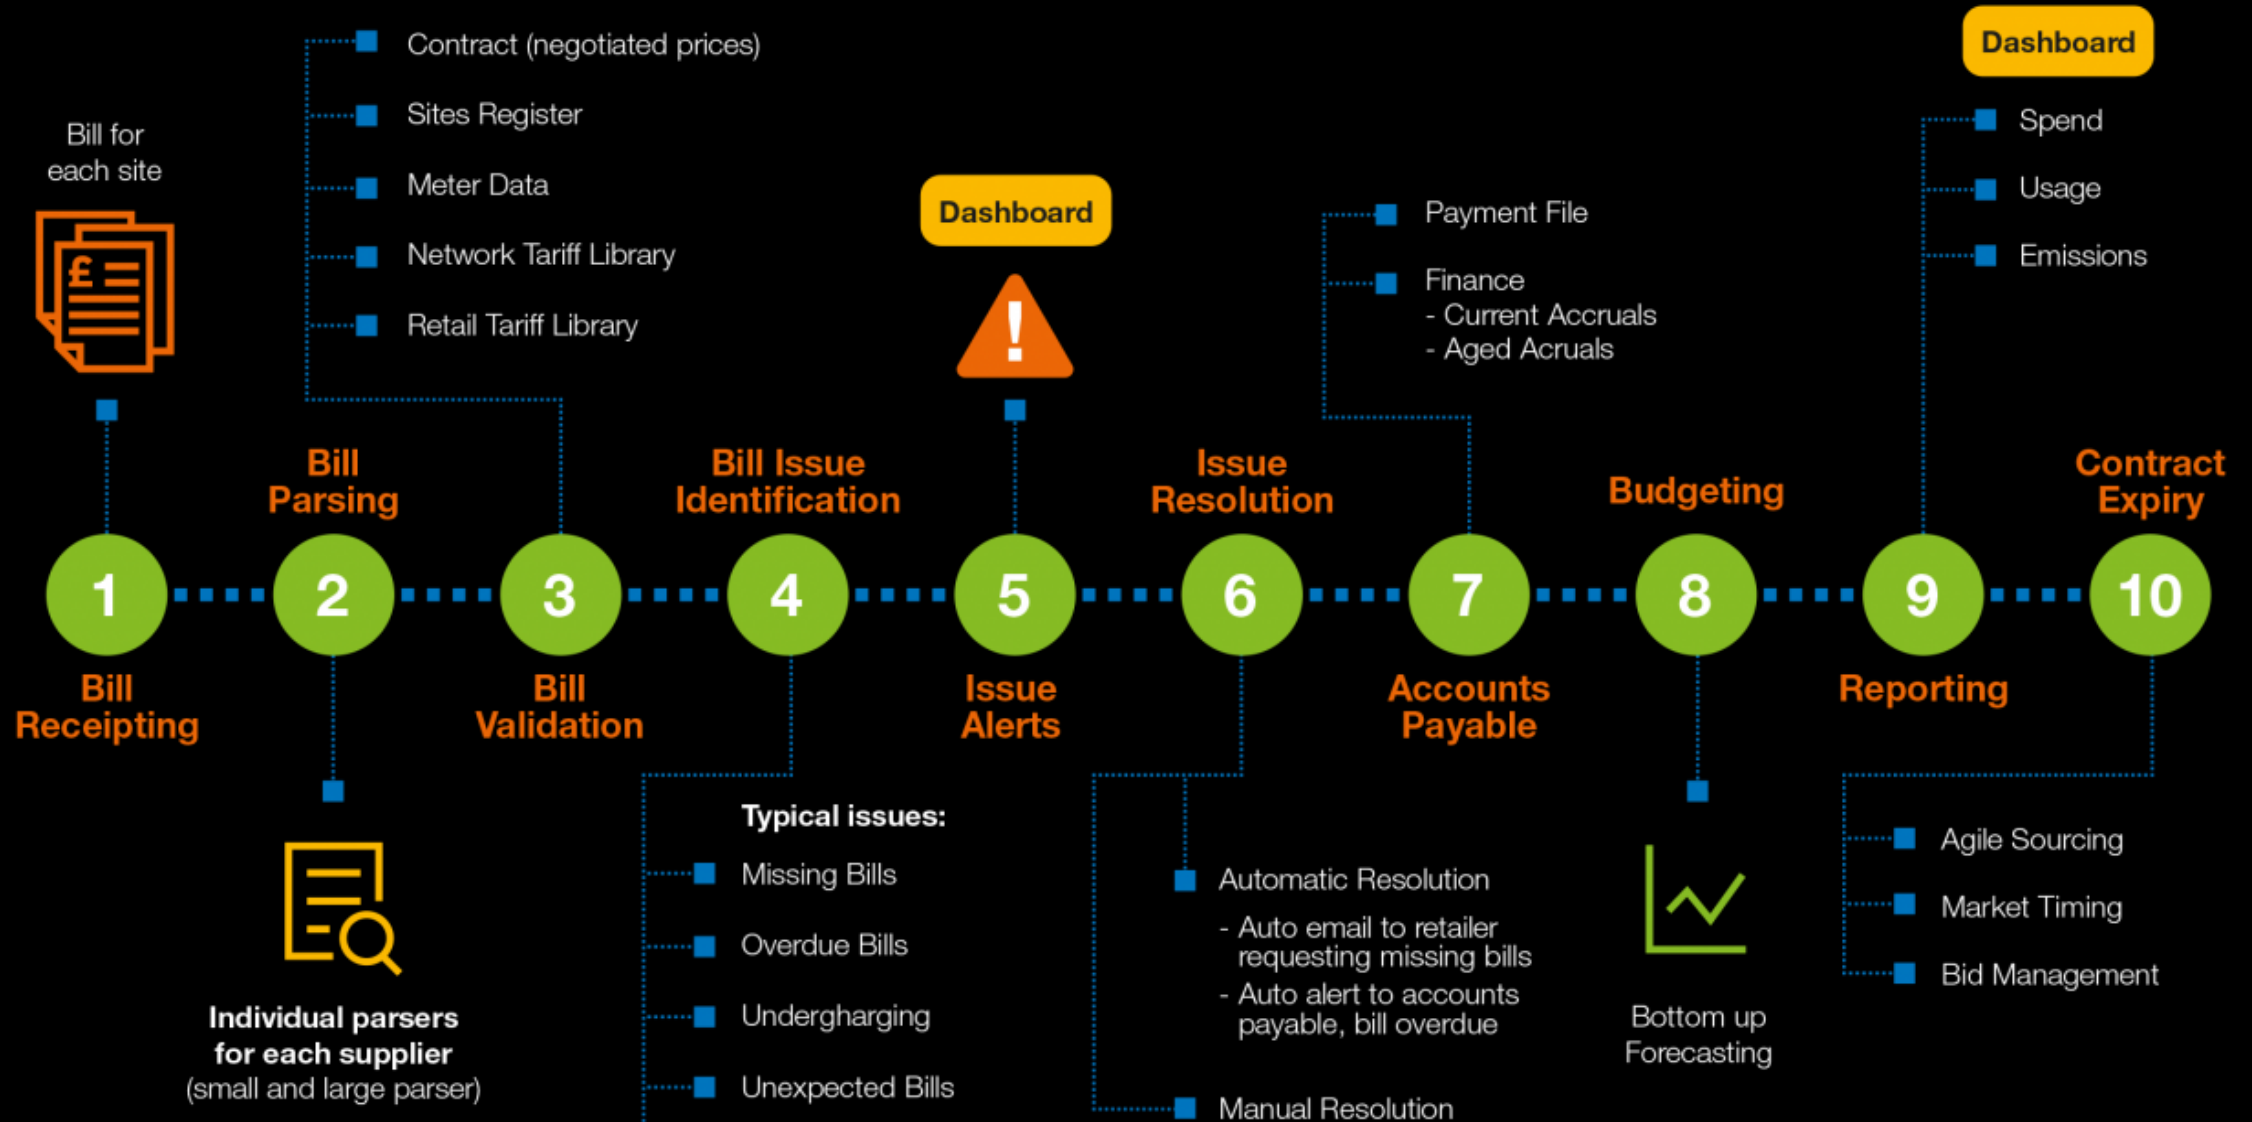 Contract (negotiated prices)
Sites Register
Meter Data
Network Tariff Library
Retail Tariff Library
Bill for
each site
£
Dashboard
!
Payment File
Finance
- Current Accruals
- Aged Acruals
Dashboard
Spend
Usage
Emissions
Bill
Parsing
Bill Issue
Identification
Issue
Resolution
Budgeting
Contract
Expiry
1
2
3
4
5
6
7
8
9
10
Bill
Receipting
Bill
Validation
Issue
Alerts
Accounts
Payable
Reporting
Individual parsers
for each supplier
(small and large parser)
Typical issues:
Missing Bills
Overdue Bills
Undergharging
Unexpected Bills
Automatic Resolution
- Auto email to retailer
requesting missing bills
- Auto alert to accounts
payable, bill overdue
Manual Resolution
Bottom up
Forecasting
Agile Sourcing
Market Timing
Bid Management